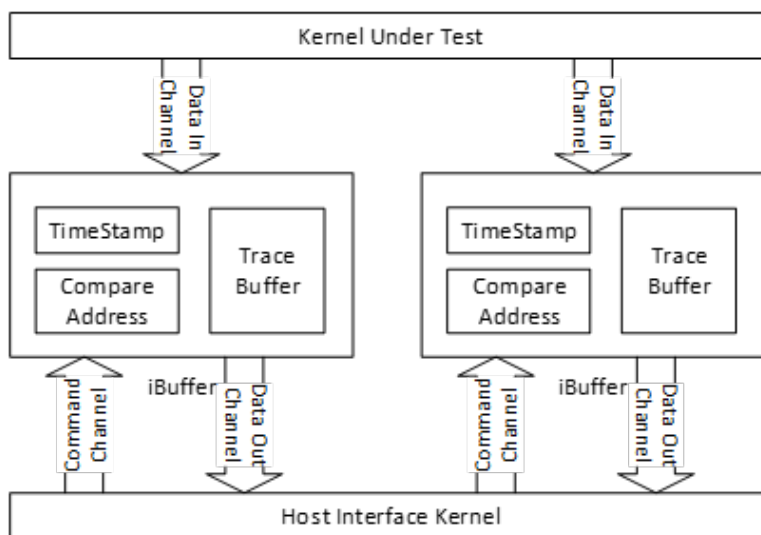 Kernel Under Test
Data In
Channel
Data In
Channel
TimeStamp
Compare
Address
Trace
Buffer
TimeStamp
Compare
Address
Trace
Buffer
iBuffer
iBuffer
Command
Channel
Data Out
Channel
Command
Channel
Data Out
Channel
Host Interface Kernel